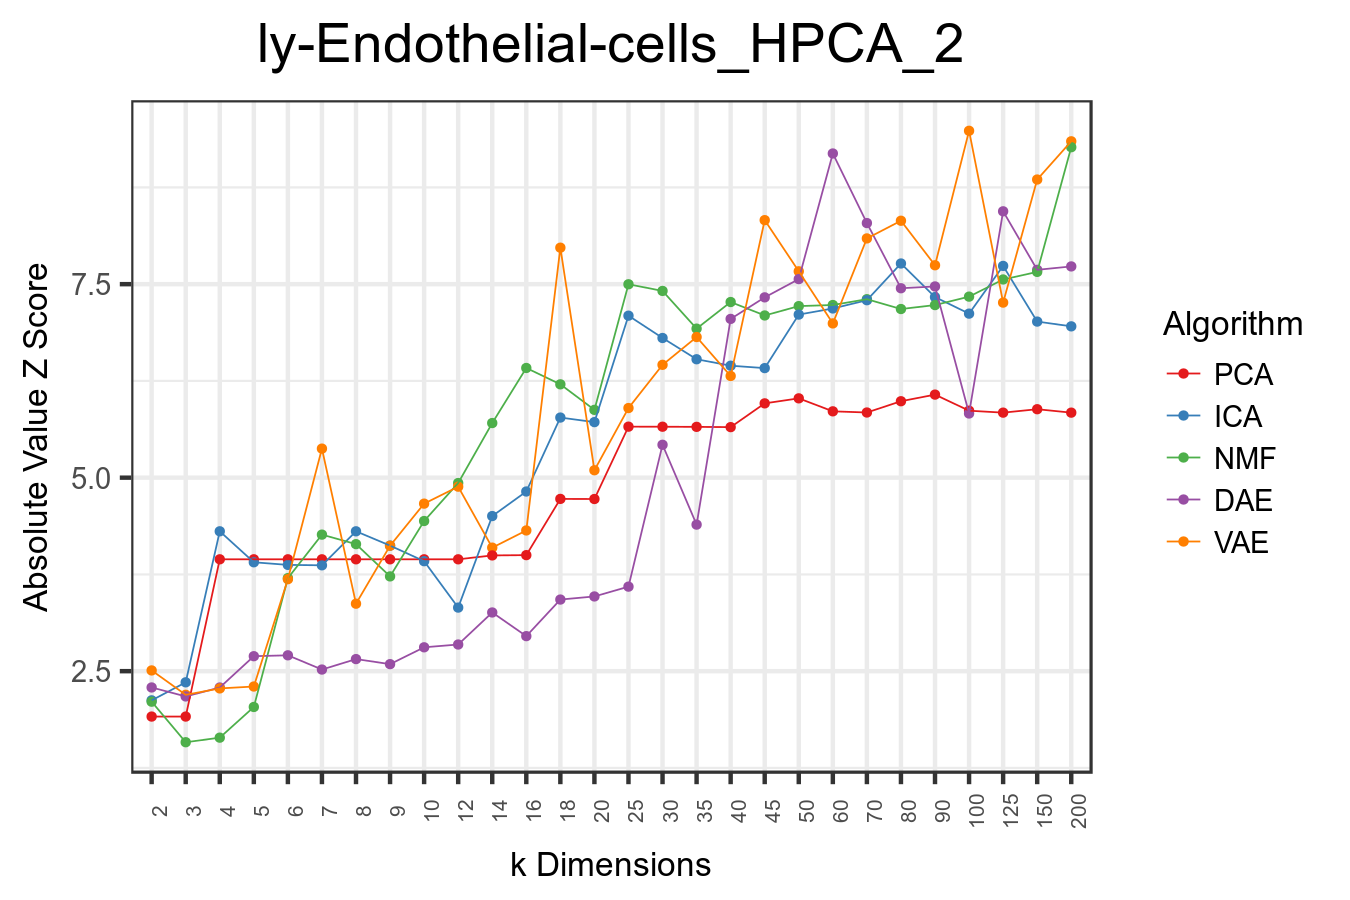 ly-Endothelial-cells_HPCA_2
Absolute Value Z Score
7.5
5.0
2.5
2 3 4 5 6 7 8 9 10 12 14 16 18 20 25 30 35 40 45 50 60 70 80 90 100 125 150 200
k Dimensions
Algorithm
PCA
ICA
NMF
DAE
VAE